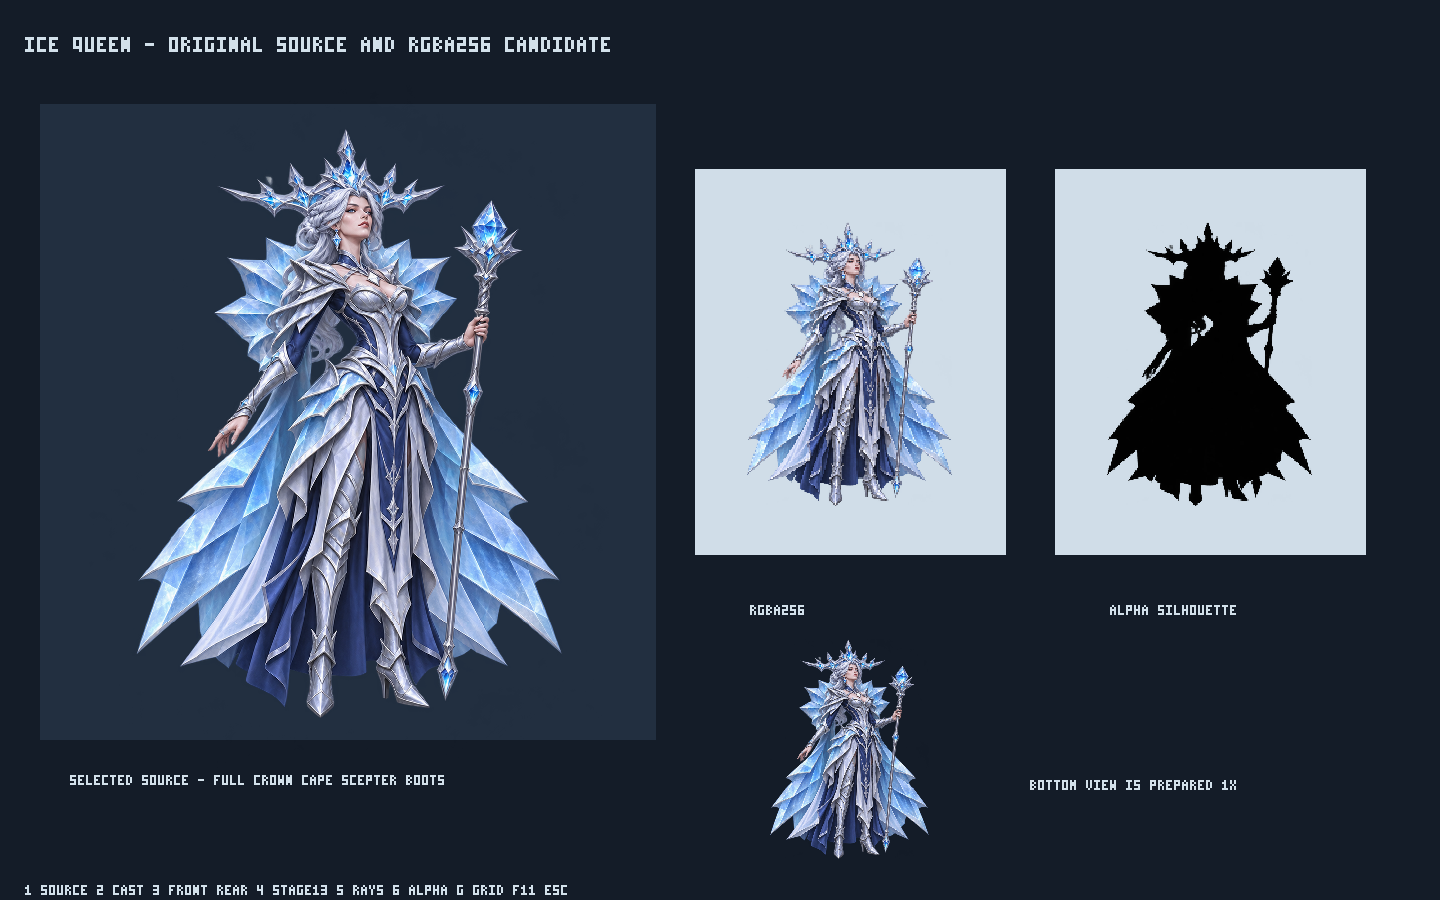 ICE QUEEN - ORIGINAL SOURCE AND RGBA256 CANDIDATE
RGBA256
ALPHA SILHOUETTE
SELECTED SOURCE - FULL CROWN CAPE SCEPTER BOOTS
BOTTOM VIEW IS PREPARED 1X
1 SOURCE 2 CAST 3 FRONT REAR 4 STAGE13 5 RAYS 6 ALPHA G GRID F11 ESC